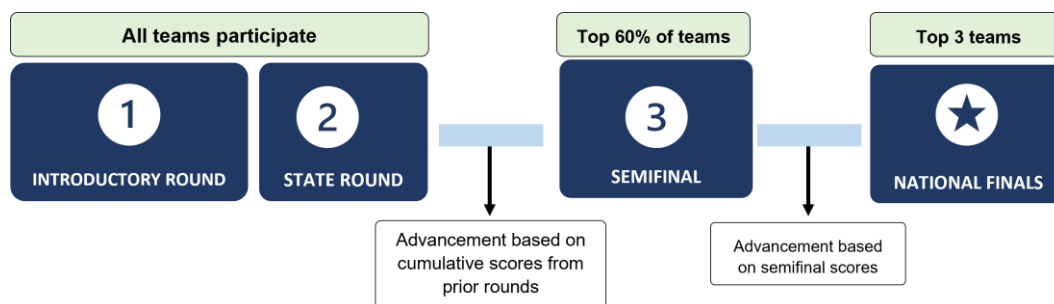 All teams participate
Top 60% of teams
Top 3 teams
1
2
3
INTRODUCTORY ROUND
STATE ROUND
SEMIFINAL
NATIONAL FINALS
Advancement based on
cumulative scores from
prior rounds
Advancement based
on semifinal scores